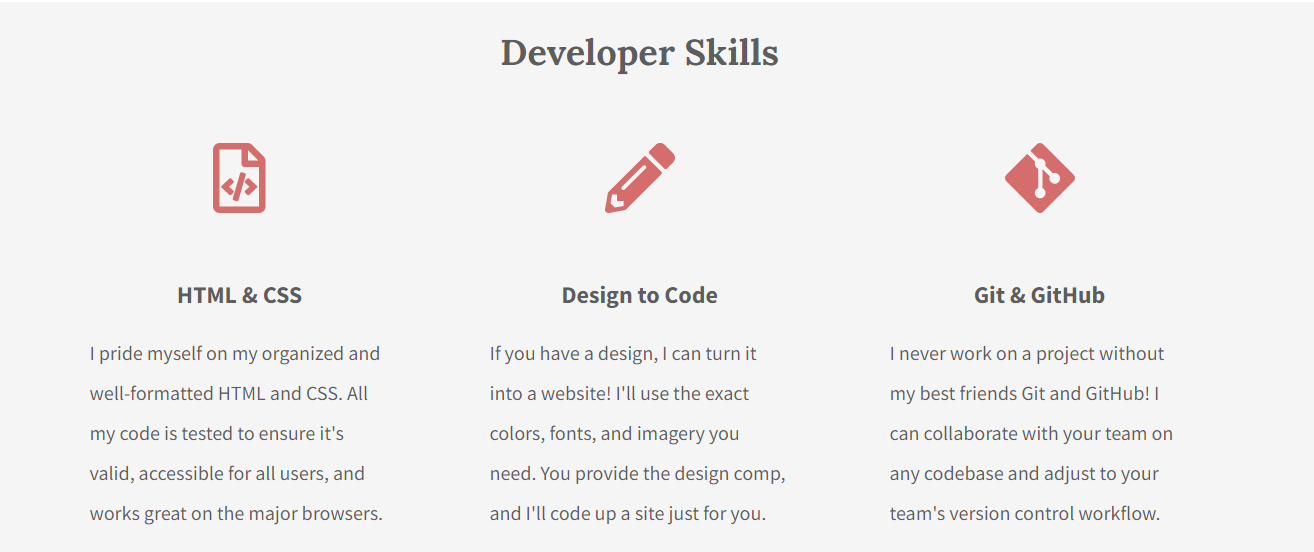 Developer Skills
HTML & CSS
I pride myself on my organized and
well-formatted HTML and CSS. All
my code is tested to ensure it's
valid, accessible for all users, and
works great on the major browsers.
Design to Code
If you have a design, I can turn it
into a website! I'll use the exact
colors, fonts, and imagery you
need. You provide the design comp,
and I'll code up a site just for you.
Git & GitHub
I never work on a project without
my best friends Git and GitHub! I
can collaborate with your team on
any codebase and adjust to your
team's version control workflow.